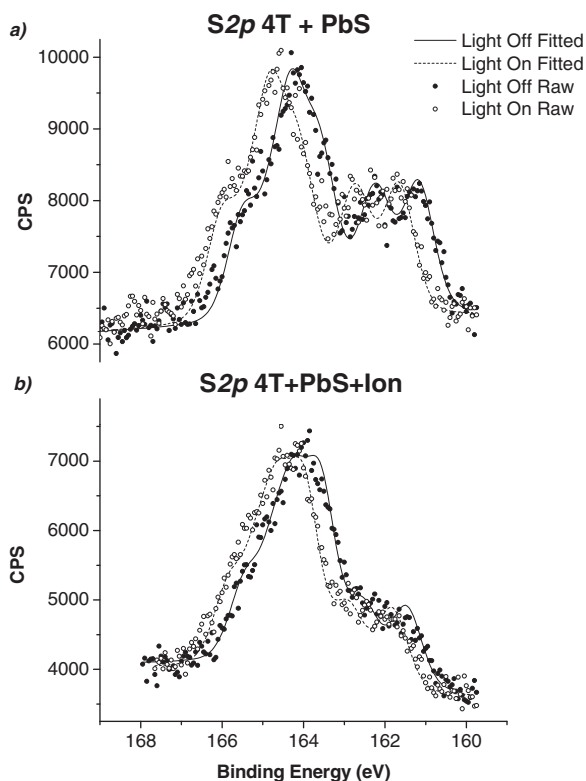 a)
S2p 4T + PbS
Light Off Fitted
Light On Fitted
Light Off Raw
Light On Raw
10000
9000
8000
7000
6000
CPS
b)
S2p 4T+PbS+Ion
7000
6000
5000
4000
CPS
168 166 164 162 160
Binding Energy (eV)